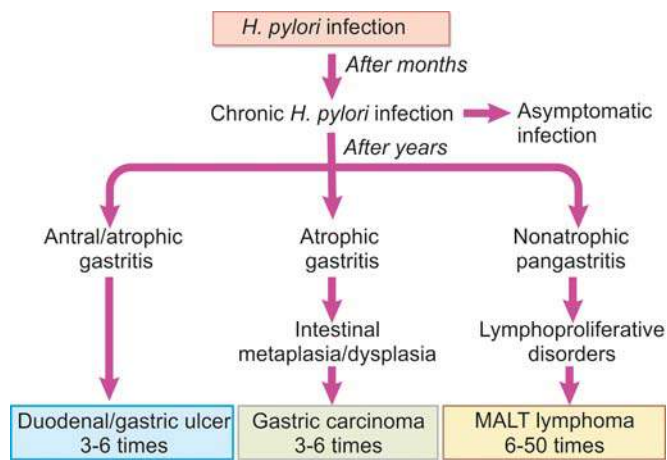 H. pylori infection
After months
Chronic H. pylori infection
Asymptomatic
infection
After years
Antral/atrophic
gastritis
Atrophic
gastritis
Nonatrophic
pangastritis
Intestinal
metaplasia/dysplasia
Lymphoproliferative
disorders
Duodenal/gastric ulcer
3-6 times
Gastric carcinoma
3-6 times
MALT lymphoma
6-50 times